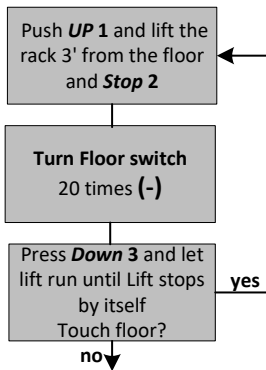 Push UP 1 and lift the
rack 3' from the floor
and Stop 2
Turn Floor switch
20 times (-)
Press Down 3 and let
lift run until Lift stops
by itself
Touch floor?
yes
no